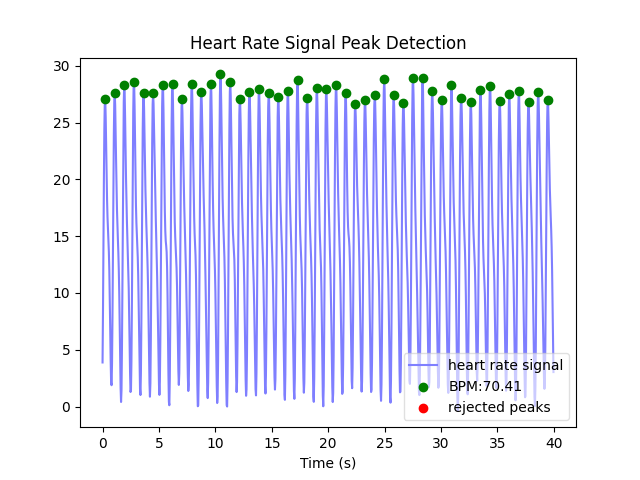 Heart Rate Signal Peak Detection
30
25
20
15
10
5
0
heart rate signal
BPM:70.41
rejected peaks
0 5 10 15 20 25 30 35 40
Time (s)